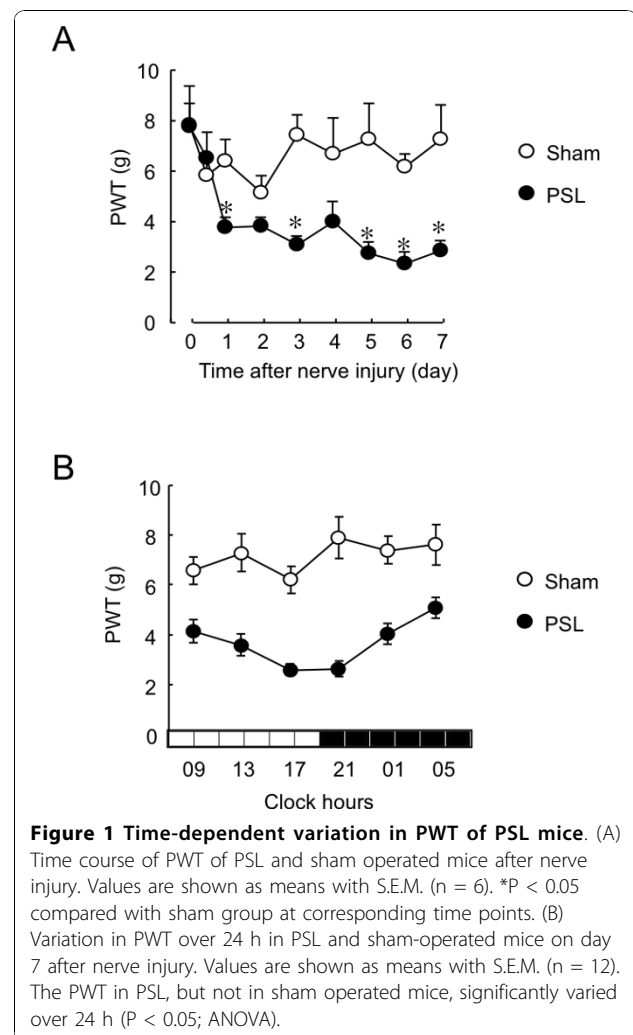 A
10
8
6
4
2
0
PWT (g)
*
*
*
*
*
Sham
PSL
0 1 2 3 4 5 6 7
Time after nerve injury (day)
B
10
8
6
4
2
0
PWT (g)
Sham
PSL
09 13 17 21 01 05
Clock hours
Figure 1 Time-dependent variation in PWT of PSL mice. (A)
Time course of PWT of PSL and sham operated mice after nerve
injury. Values are shown as means with S.E.M. (n = 6). *P < 0.05
compared with sham group at corresponding time points. (B)
Variation in PWT over 24 h in PSL and sham-operated mice on day
7 after nerve injury. Values are shown as means with S.E.M. (n = 12).
The PWT in PSL, but not in sham operated mice, significantly varied
over 24 h (P < 0.05; ANOVA).